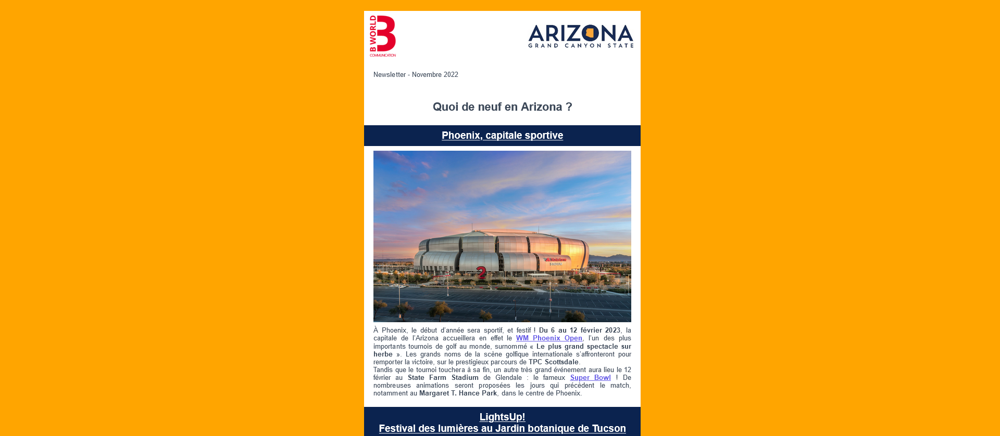 B WORLD
COMMUNICATION
ARIZONA
GRAND CANYON STATE
Newsletter - Novembre 2022
Quoi de neuf en Arizona ?
Phoenix, capitale sportive
StateFarm
STADIUM
2
À Phoenix, le début d’année sera sportif, et festif ! Du 6 au 12 février 2023, la
capitale de l’Arizona accueillera en effet le WM Phoenix Open, l’un des plus
importants tournois de golf au monde, surnommé « Le plus grand spectacle sur
herbe ». Les grands noms de la scène golfique internationale s’affronteront pour
remporter la victoire, sur le prestigieux parcours de TPC Scottsdale.
Tandis que le tournoi touchera à sa fin, un autre très grand événement aura lieu le 12
février au State Farm Stadium de Glendale : le fameux Super Bowl ! De
nombreuses animations seront proposées les jours qui précèdent le match,
notamment au Margaret T. Hance Park, dans le centre de Phoenix.
LightsUp!
Festival des lumières au Jardin botanique de Tucson